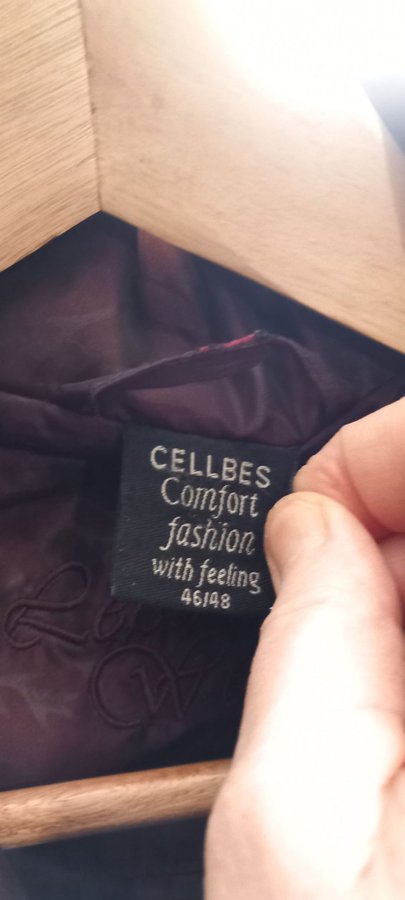 CELLBES
Comfort
fashion
with feeling
46/48